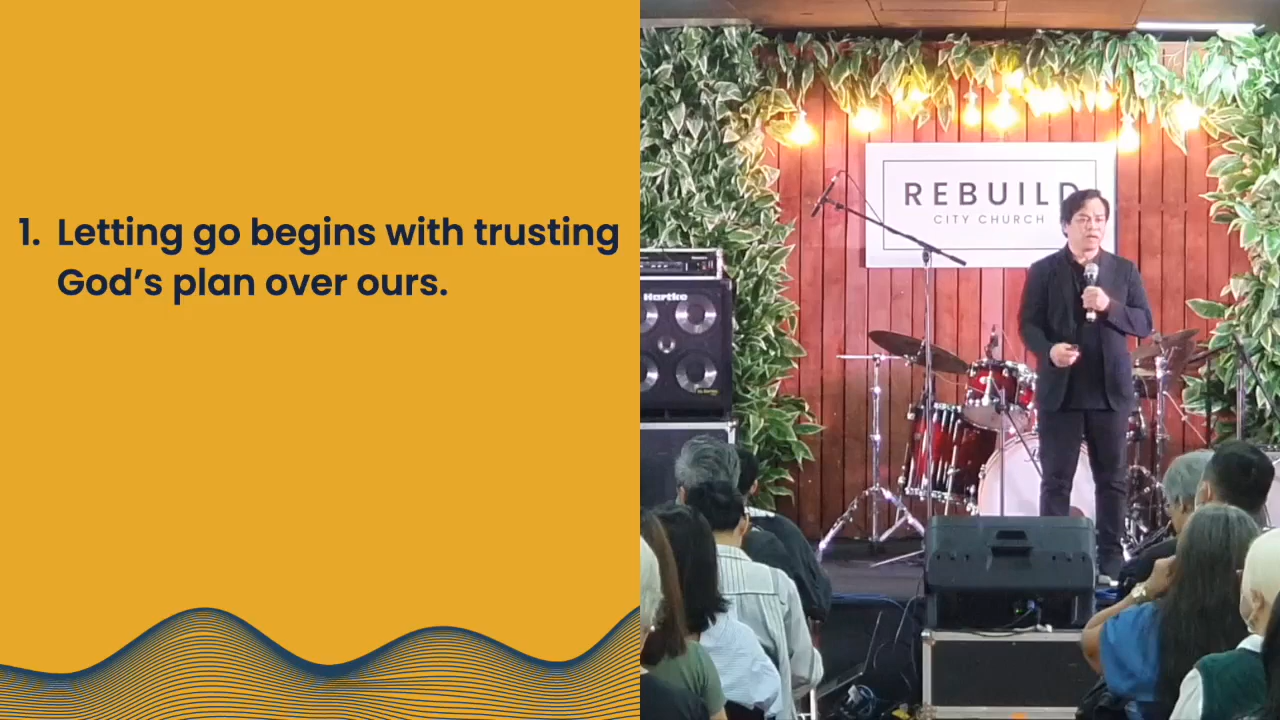 1. Letting go begins with trusting
God's plan over ours.
REBUILD
CITY CHURCH
Hartke